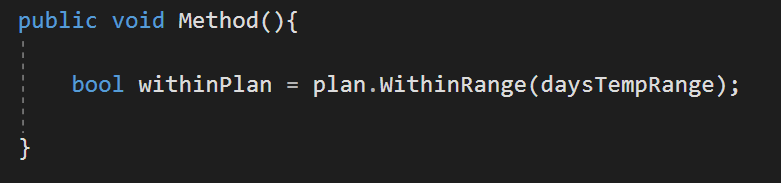 public void Method(){
bool withinPlan = plan.WithinRange(daysTempRange);
}